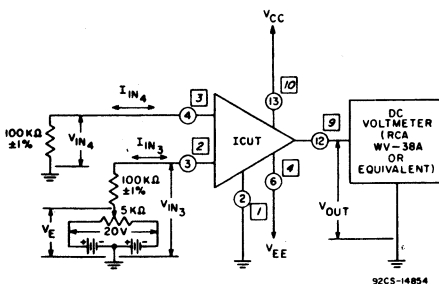 VCC
IIN4
3
10
4
13
100KΩ
±1%
VIN4
IIN3
2
3
ICUT
9
12
DC
VOLTMETER
(RCA
WV-38A
OR
EQUIVALENT)
100KΩ
±1%
VIN3
2
1
6
4
5KΩ
20V
+ - + -
VE
VEE
VOUT
92CS-14854